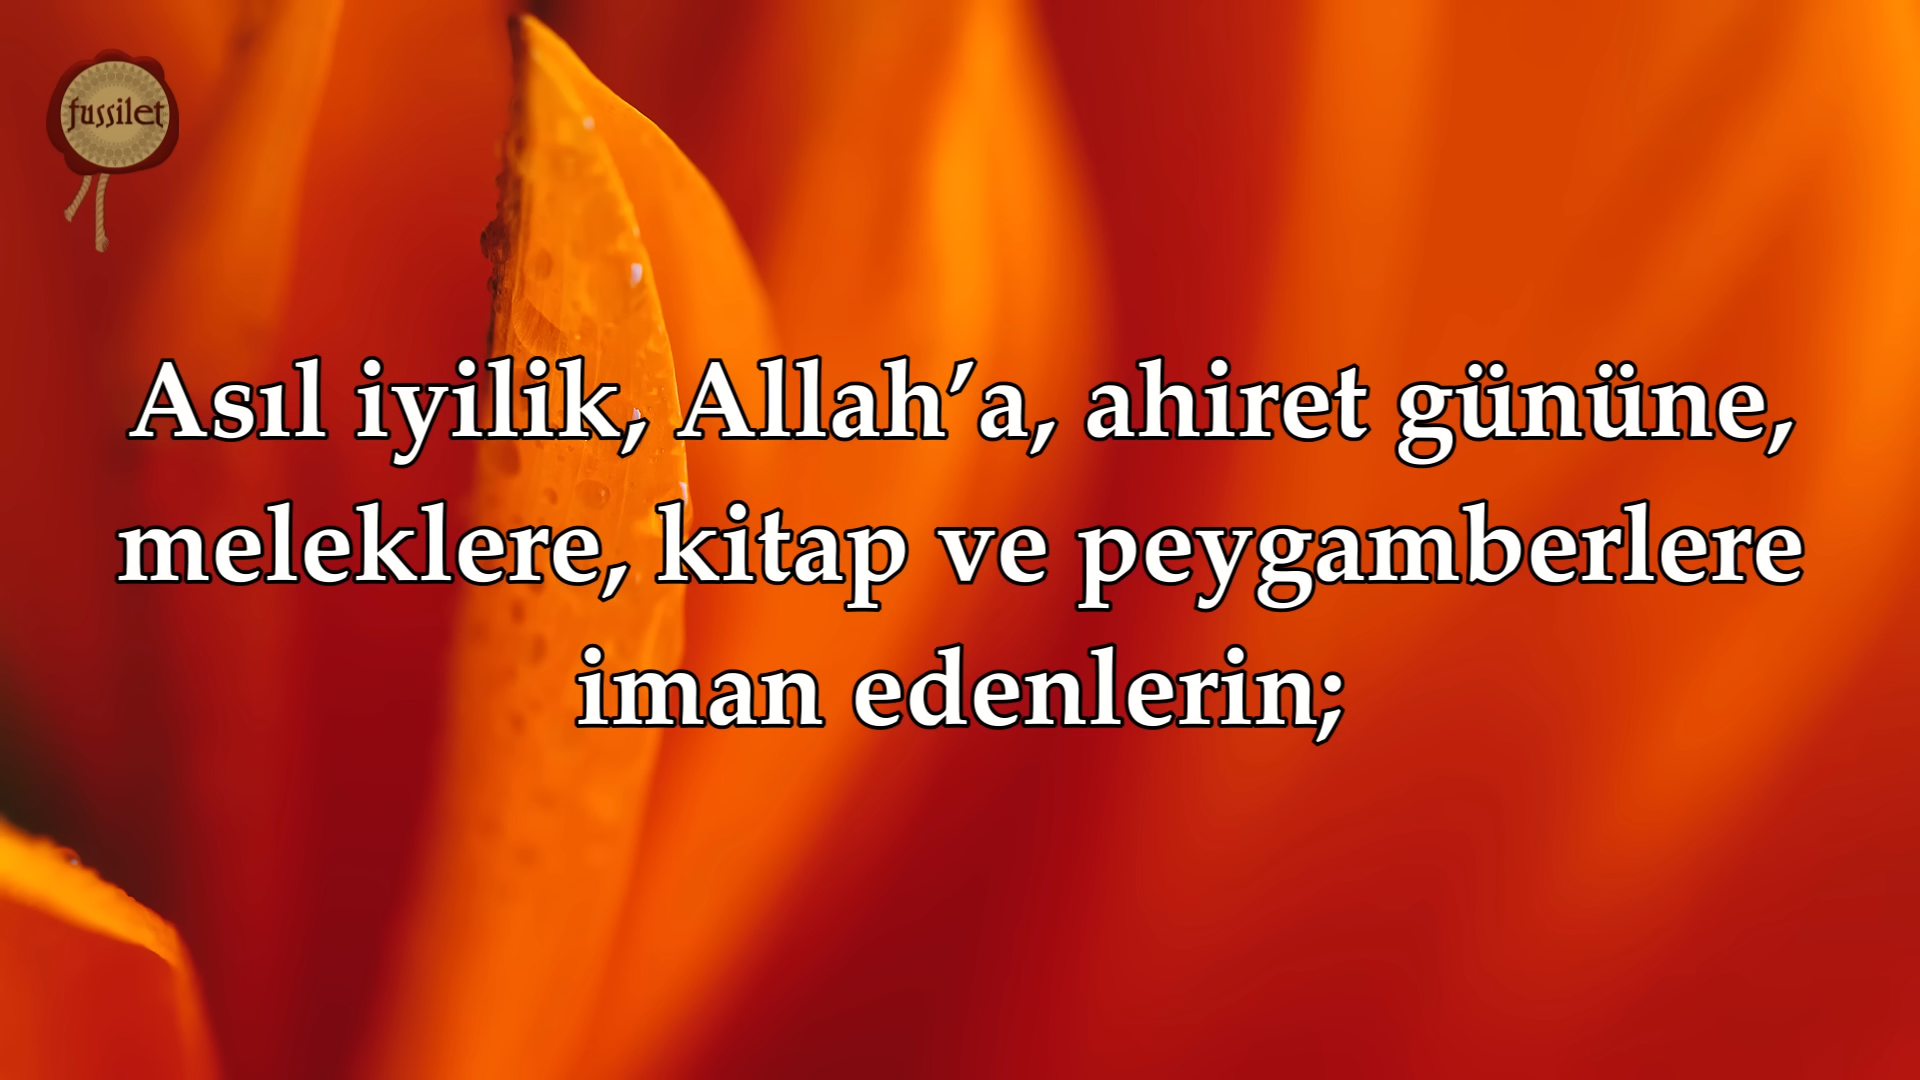 fussilet
Asıl iyilik, Allah’a, ahiret gününe,
meleklere, kitap ve peygamberlere
iman edenlerin;